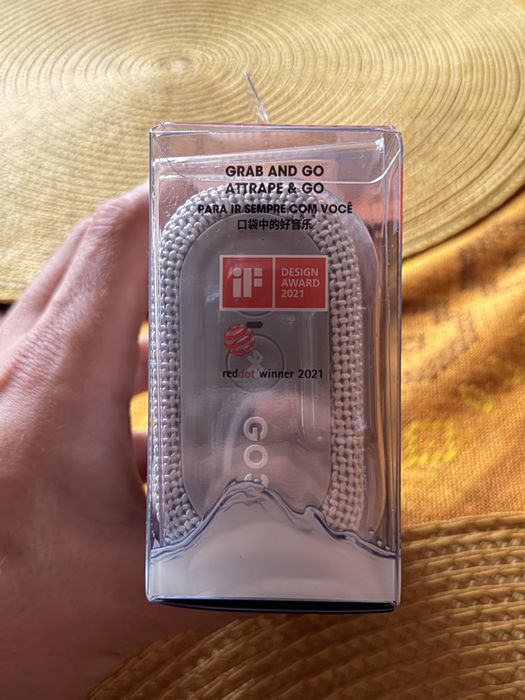 GRAB AND GO
ATTRAPE & GO
PARA IR SEMPRE COM VOCÊ
口袋中的好音乐
iF
DESIGN
AWARD
2021
reddot winner 2021
GO3